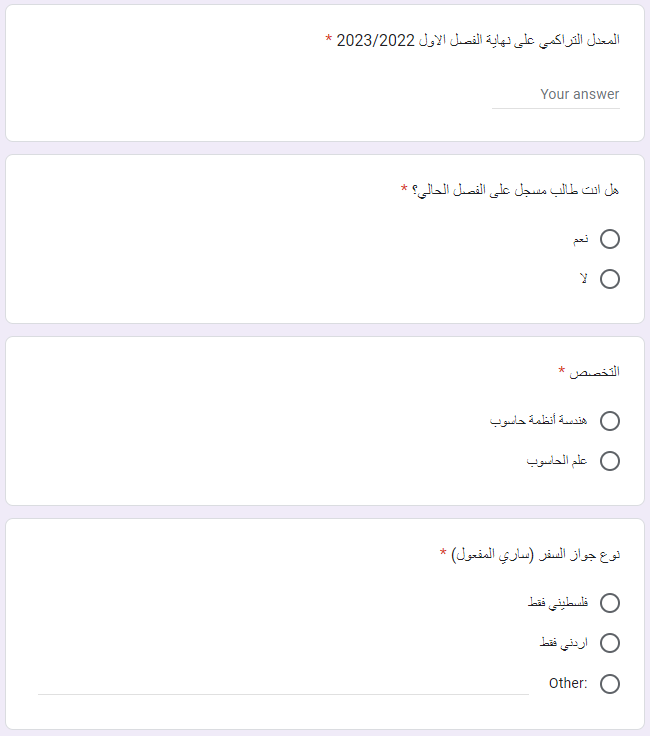 المعدل التراكمي على نهاية الفصل الاول 2023/2022 *
Your answer
هل انت طالب مسجل على الفصل الحالي؟ *
نعم
لا
التخصص *
هندسة أنظمة حاسوب
علم الحاسوب
نوع جواز السفر (ساري المفعول) *
فلسطيني فقط
اردني فقط
Other: